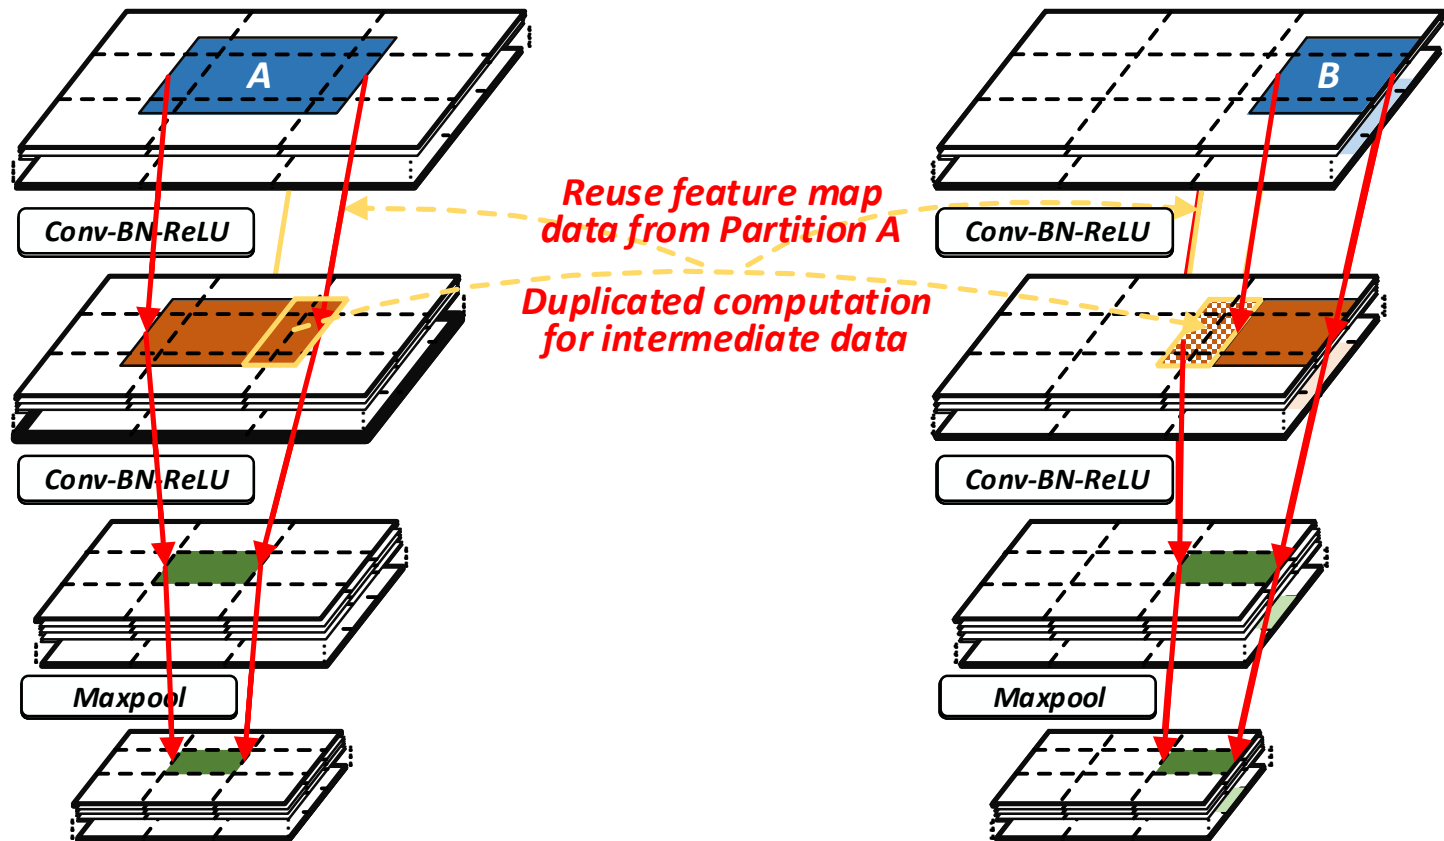 A
B
Reuse feature map
data from Partition A
Conv-BN-ReLU
Conv-BN-ReLU
Duplicated computation
for intermediate data
Conv-BN-ReLU
Conv-BN-ReLU
Maxpool
Maxpool